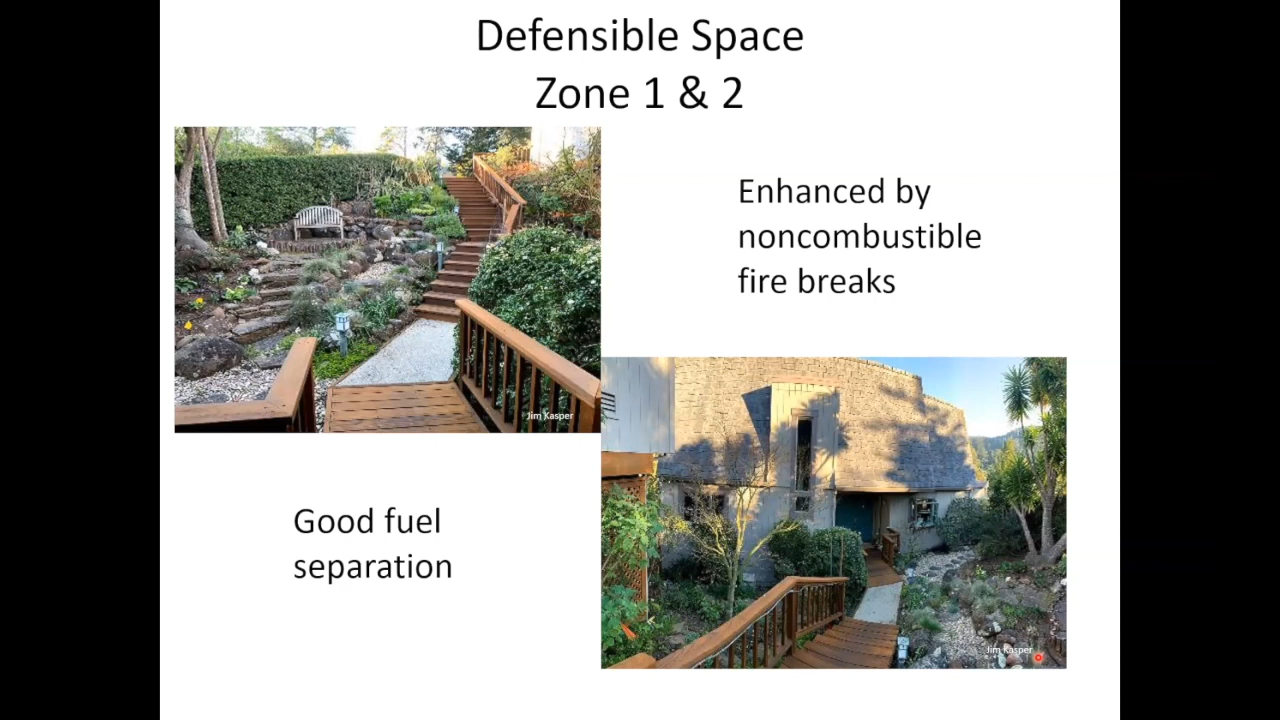 Defensible Space
Zone 1 & 2
Enhanced by
noncombustible
fire breaks
Jim Kasper
Good fuel
separation
Jim Kasper